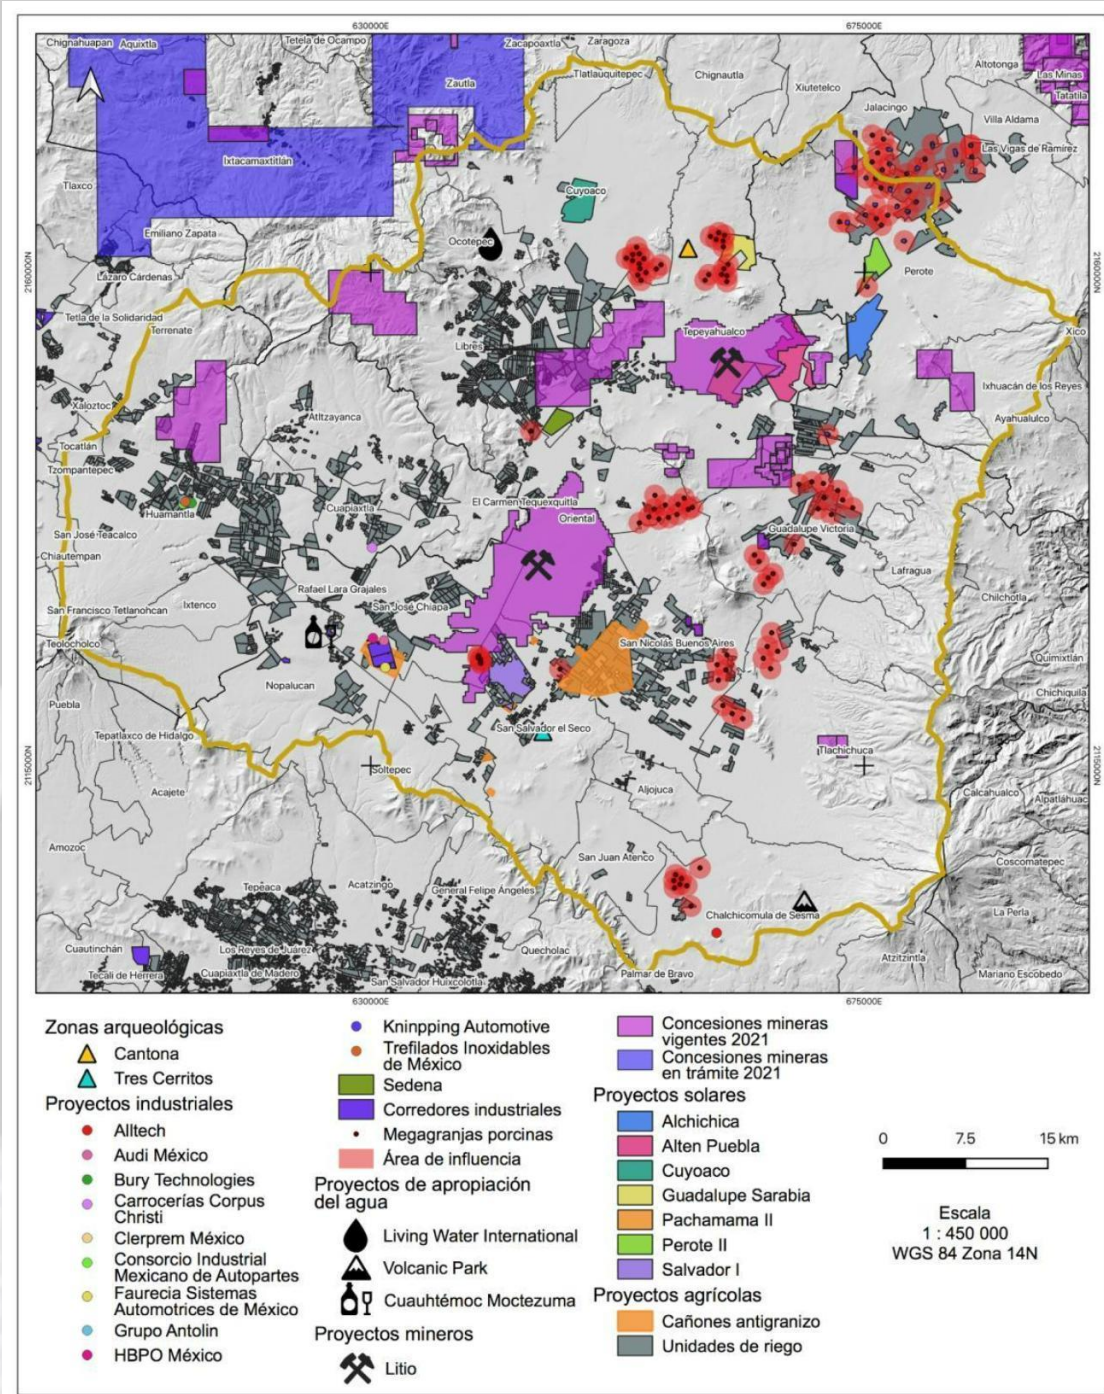 630000E
675000E
Chignahuapan
Aquixtla
Tetela de Ocampo
Zacapoaxtla
Zaragoza
Tlatlauquitepec
Chignautla
Xiutetelco
Altotonga
Las Minas
Tatatila
Zautla
Jalacingo
Villa Aldama
Las Vigas de Ramírez
Ixtacamaxtitlán
Tlaxco
Cuyoaco
Emiliano Zapata
Ocotepec
Lázaro Cárdenas
Perote
2160000N
2160000N
Tetla de la Solidaridad
Terrenate
Libres
Tepeyahualco
Xico
Xaloztoc
Atltzayanca
Ixhuacán de los Reyes
Ayahualulco
Tocatlán
Tzompantepec
Huamantla
Cuapiaxtla
El Carmen Tequexquitla
Oriental
Guadalupe Victoria
San José Teacalco
Chiautempan
Lafragua
Rafael Lara Grajales
Chilchotla
San Francisco Tetlanohcan
Ixtenco
San José Chiapa
Teolocholco
San Nicolás Buenos Aires
Quimixtlán
Nopalucan
Chichiquila
Puebla
Tepatlaxco de Hidalgo
San Salvador el Seco
Tlachichuca
2115000N
2115000N
Soltepec
Acajete
Aljojuca
Calcahualco
Alpatláhuac
Amozoc
San Juan Atenco
Coscomatepec
Tepeaca
Acatzingo
General Felipe Ángeles
Chalchicomula de Sesma
La Perla
Cuautinchán
Los Reyes de Juárez
Quecholac
Atzitzintla
Tecali de Herrera
Cuapiaxtla de Madero
San Salvador Huixcolotla
Palmar de Bravo
Mariano Escobedo
630000E
675000E
Zonas arqueológicas
Cantona
Tres Cerritos
Proyectos industriales
Alltech
Audi México
Bury Technologies
Carrocerías Corpus
Christi
Clerprem México
Consorcio Industrial
Mexicano de Autopartes
Faurecia Sistemas
Automotrices de México
Grupo Antolin
HBPO México
Kninpping Automotive
Trefilados Inoxidables
de México
Sedena
Corredores industriales
Megagranjas porcinas
Área de influencia
Proyectos de apropiación
del agua
Living Water International
Volcanic Park
Cuauhtémoc Moctezuma
Proyectos mineros
Litio
Concesiones mineras
vigentes 2021
Concesiones mineras
en trámite 2021
Proyectos solares
Alchichica
Alten Puebla
Cuyoaco
Guadalupe Sarabia
Pachamama II
Perote II
Salvador I
Proyectos agrícolas
Cañones antigranizo
Unidades de riego
0 7.5 15 km
Escala
1 : 450 000
WGS 84 Zona 14N